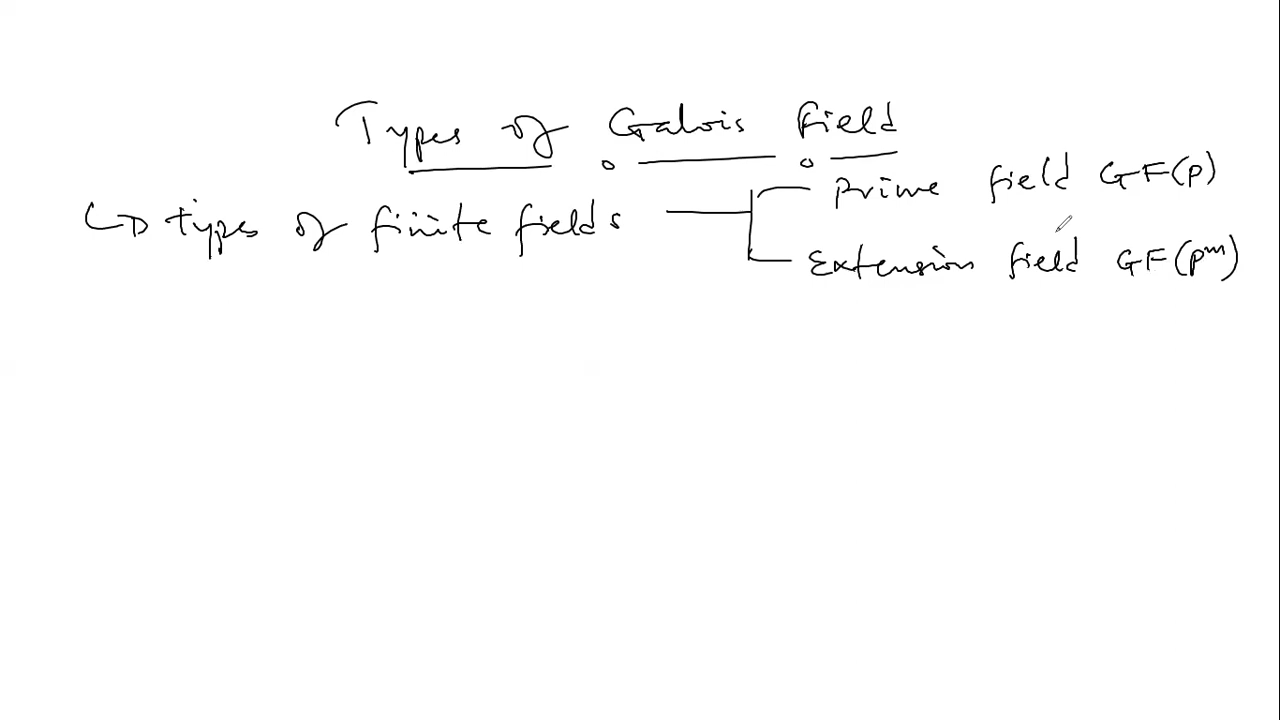 Types of Galois Field
↳ types of finite fields
Prime field GF(p)
Extension field GF(p^m)